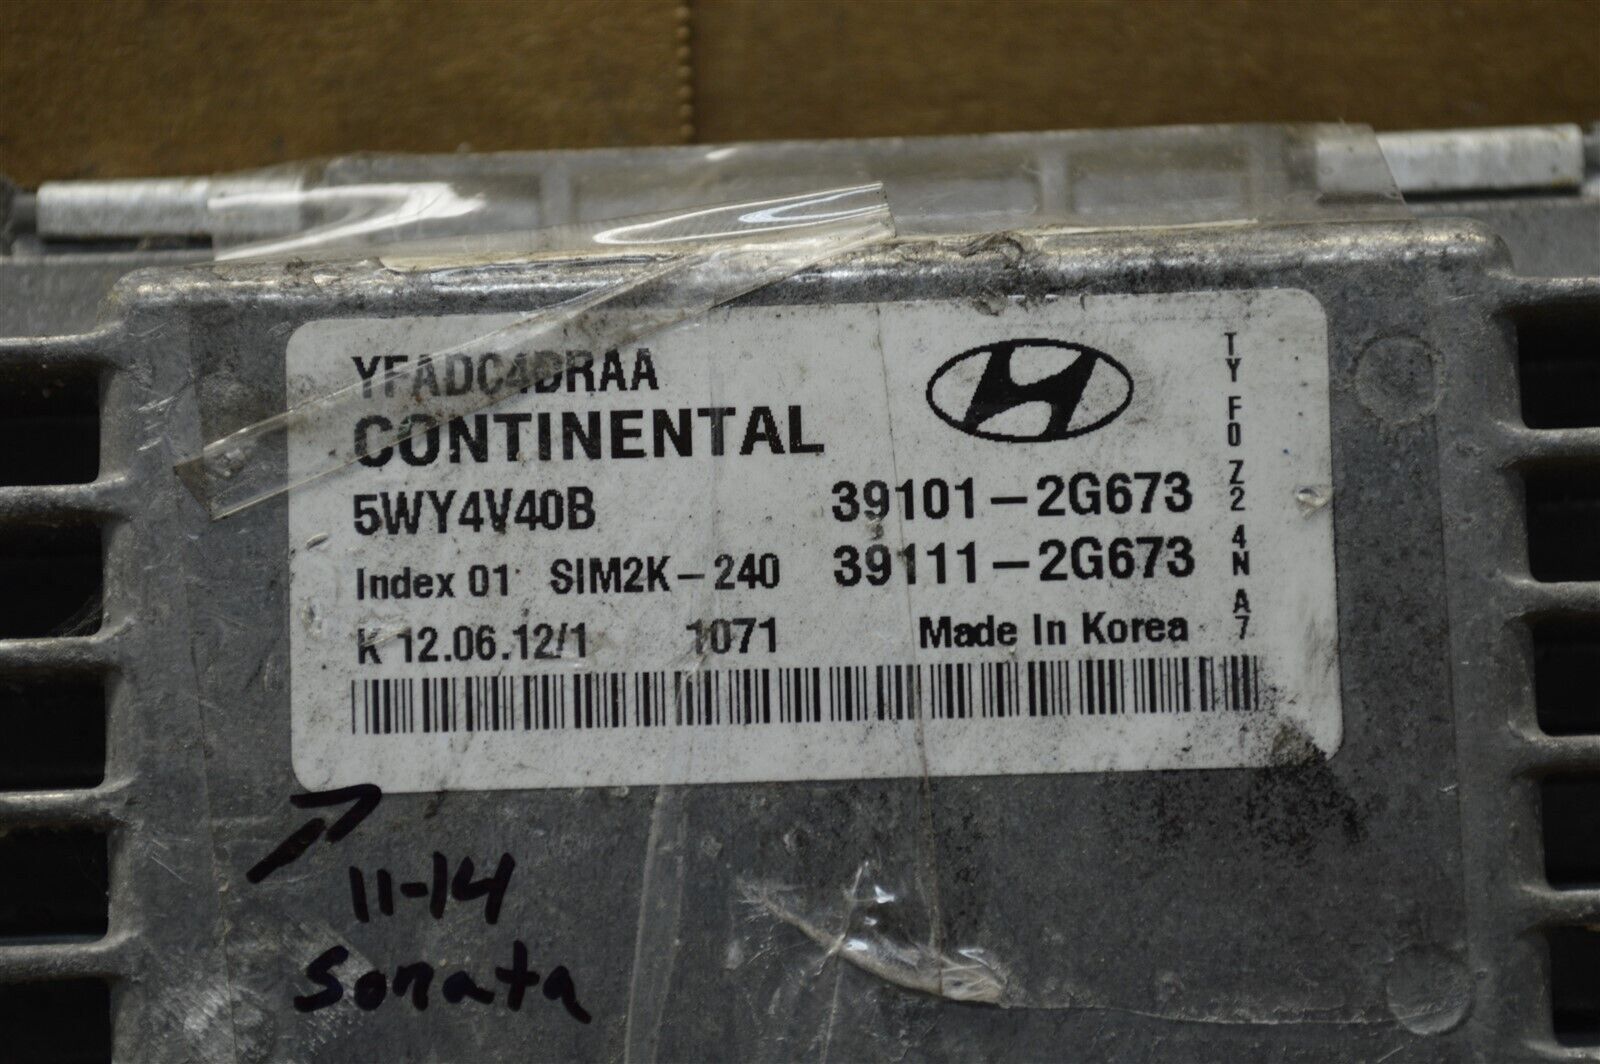 YFADC4DRAA
CONTINENTAL
5WY4V40B 39101-2G673
Index 01 SIM2K-240 39111-2G673
K 12.06.12/1 1071 Made In Korea
TY F0 Z2 4N A7
11-14
Sonata